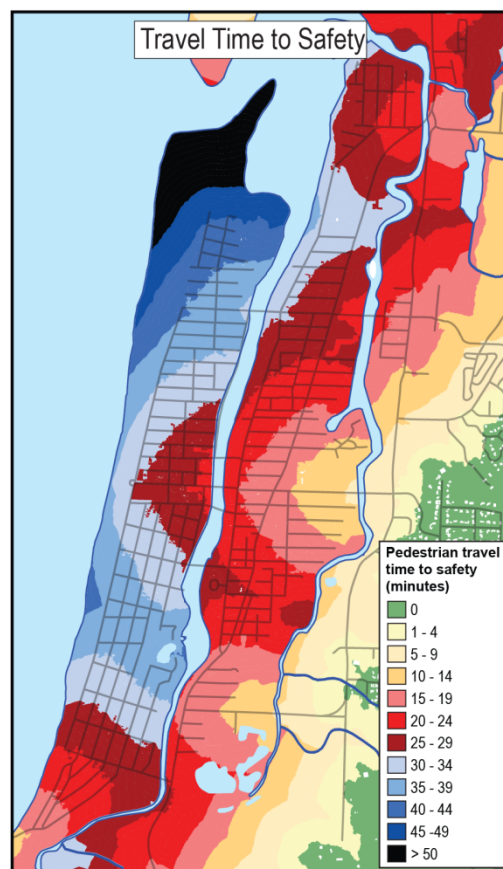 Travel Time to Safety
Pedestrian travel
time to safety
(minutes)
0
1 - 4
5 - 9
10 - 14
15 - 19
20 - 24
25 - 29
30 - 34
35 - 39
40 - 44
45 -49
> 50